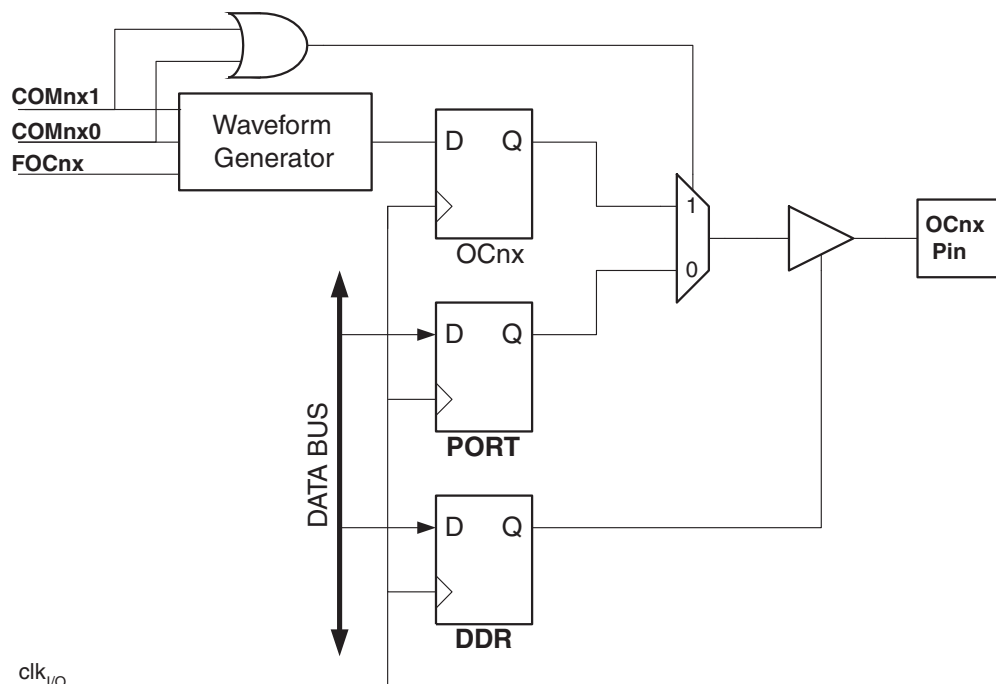 COMnx1
COMnx0
FOCnx
Waveform
Generator
D Q
OCnx
1
0
OCnx
Pin
D Q
PORT
DATA BUS
D Q
DDR
clkI/O